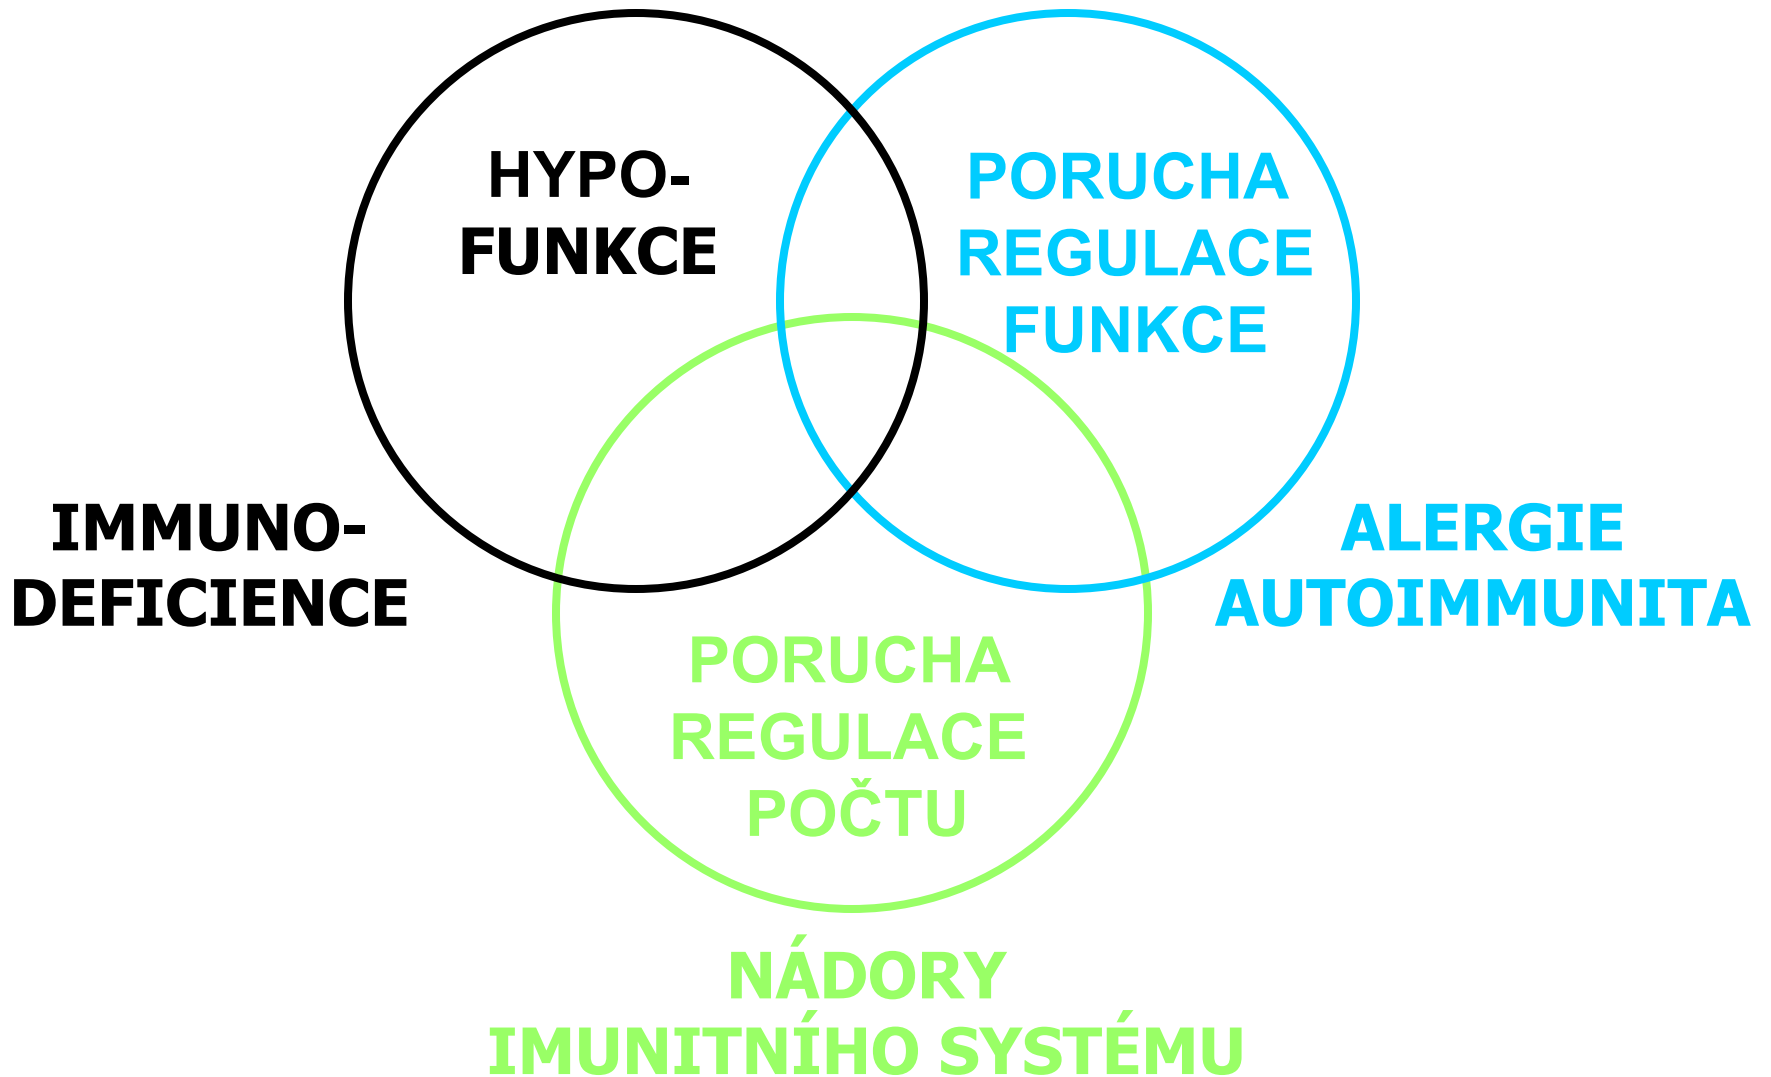 HYPO-
FUNKCE
PORUCHA
REGULACE
FUNKCE
IMMUNO-
DEFICIENCE
ALERGIE
AUTOIMMUNITA
PORUCHA
REGULACE
POČTU
NÁDORY
IMUNITNÍHO SYSTÉMU